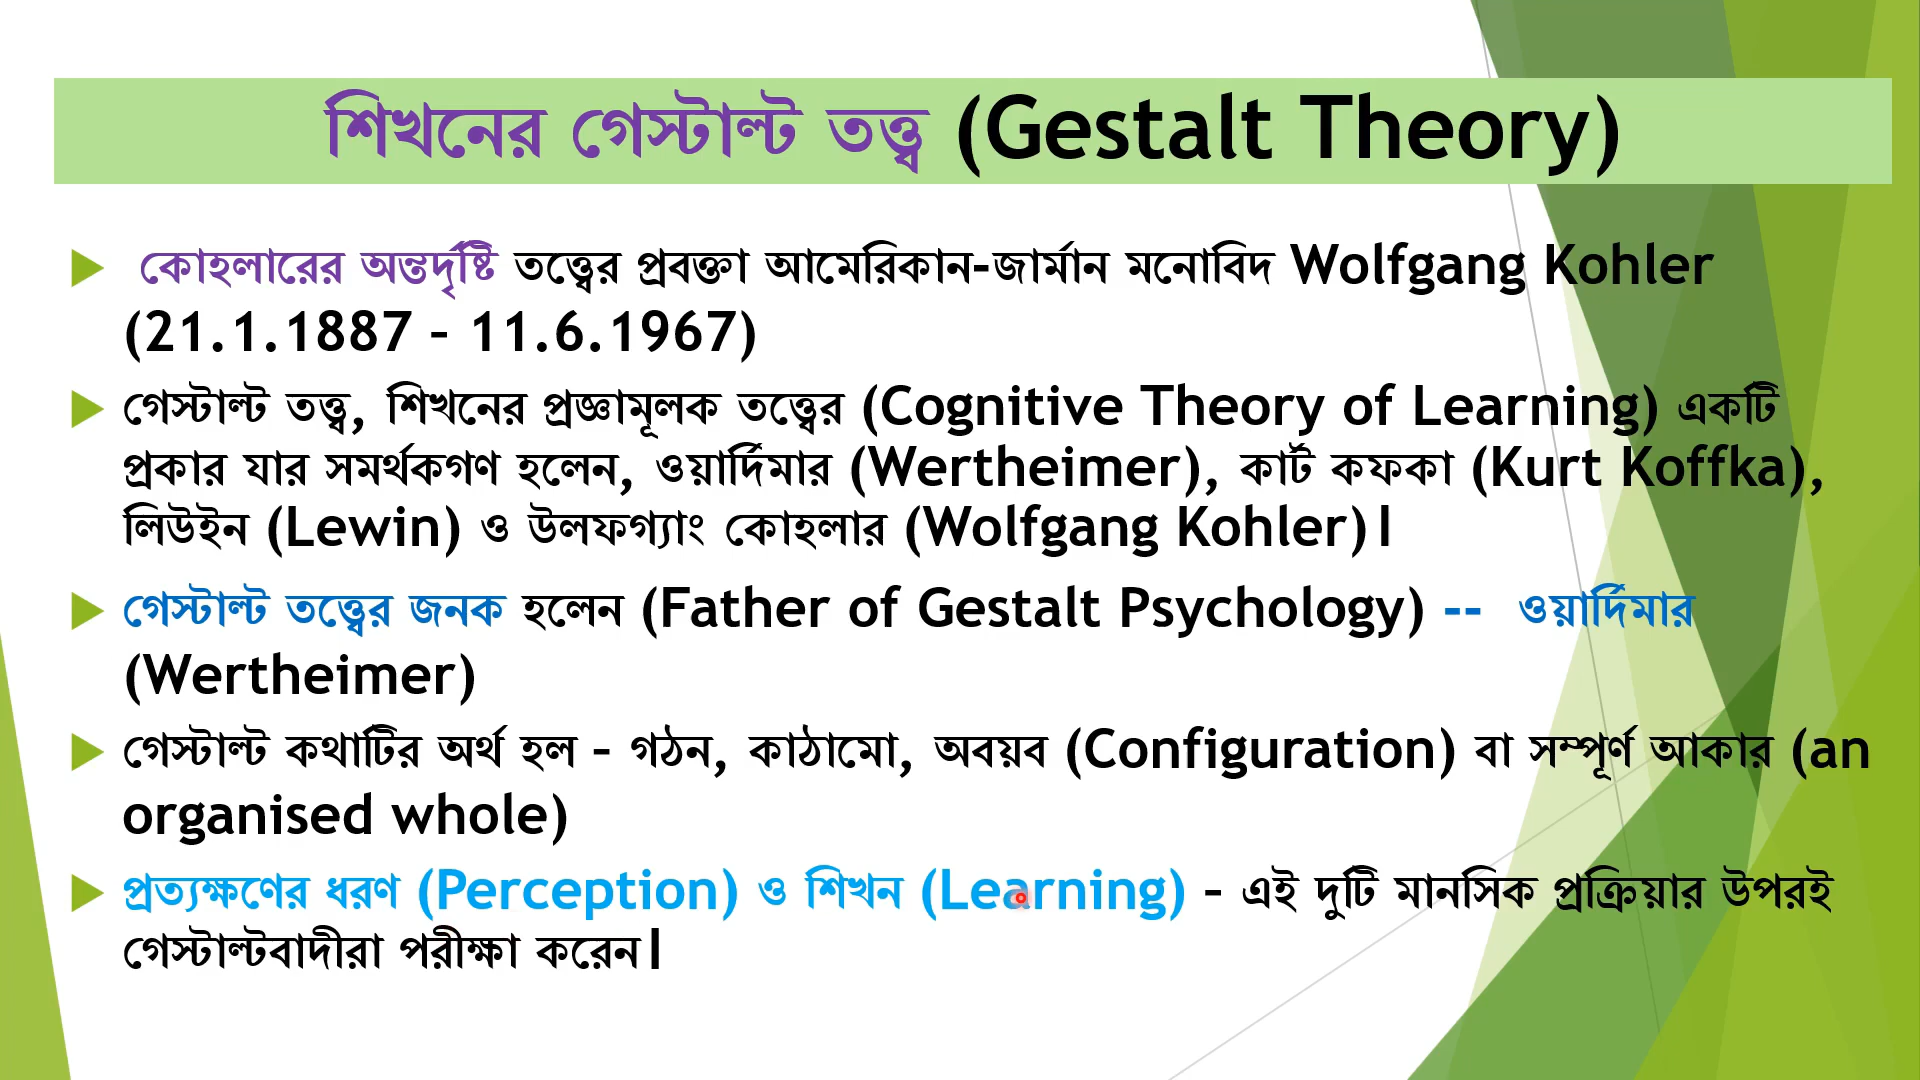 শিখনের গেস্টাল্ট তত্ত্ব (Gestalt Theory)
কোহলারের অন্তর্দৃষ্টি তত্ত্বের প্রবক্তা আমেরিকান-জার্মান মনোবিদ Wolfgang Kohler
(21.1.1887 – 11.6.1967)
গেস্টাল্ট তত্ত্ব, শিখনের প্রজ্ঞামূলক তত্ত্বের (Cognitive Theory of Learning) একটি
প্রকার যার সমর্থকগণ হলেন, ওয়ার্দিমার (Wertheimer), কার্ট কফকা (Kurt Koffka),
লিউইন (Lewin) ও উলফগ্যাং কোহলার (Wolfgang Kohler)।
গেস্টাল্ট তত্ত্বের জনক হলেন (Father of Gestalt Psychology) -- ওয়ার্দিমার
(Wertheimer)
গেস্টাল্ট কথাটির অর্থ হল – গঠন, কাঠামো, অবয়ব (Configuration) বা সম্পূর্ণ আকার (an
organised whole)
প্রত্যক্ষণের ধরণ (Perception) ও শিখন (Learning) – এই দুটি মানসিক প্রক্রিয়ার উপরই
গেস্টাল্টবাদীরা পরীক্ষা করেন।